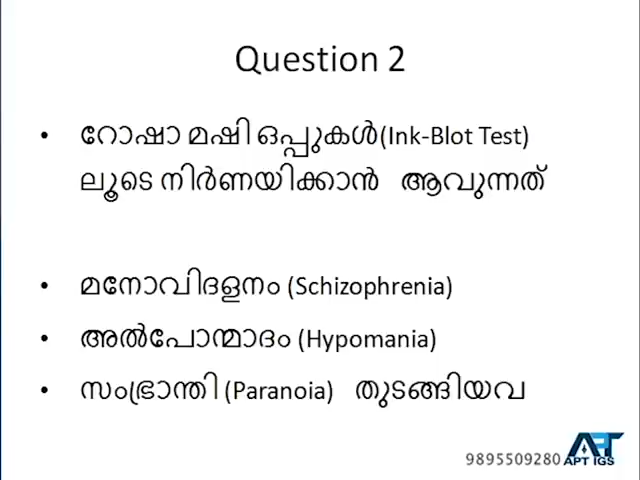 Question 2
• റോഷാ മഷി ഒപ്പുകൾ(Ink-Blot Test)
ലൂടെ നിർണയിക്കാൻ ആവുന്നത്
• മനോവിദളനം (Schizophrenia)
• അൽപോന്മാദം (Hypomania)
• സംഭ്രാന്തി (Paranoia) തുടങ്ങിയവ
9895509280 APT IGS